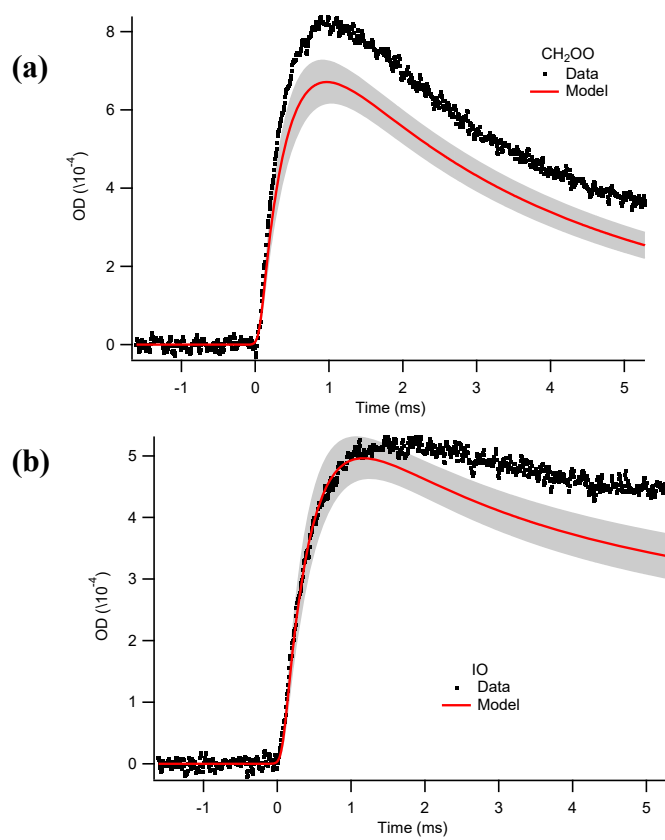 (a)
8
6
4
2
0
OD (\10⁻⁴)
CH₂OO
Data
Model
-1 0 1 2 3 4 5
Time (ms)
(b)
5
4
3
2
1
0
OD (\10⁻⁴)
IO
Data
Model
-1 0 1 2 3 4 5
Time (ms)